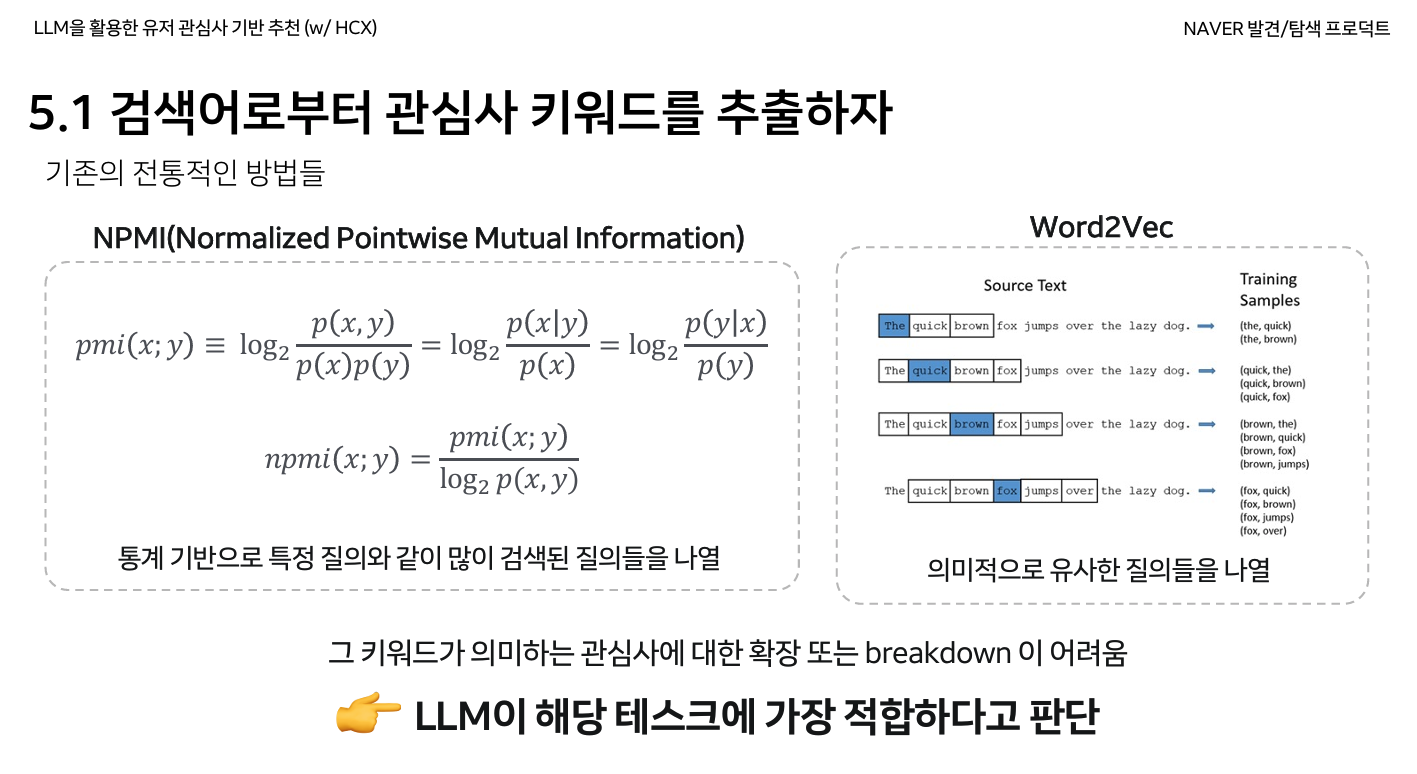 LLM을 활용한 유저 관심사 기반 추천 (w/ HCX)
NAVER 발견/탐색 프로덕트
5.1 검색어로부터 관심사 키워드를 추출하자
기존의 전통적인 방법들
NPMI(Normalized Pointwise Mutual Information)
pmi(x; y) ≡ log₂ p(x, y) / p(x)p(y) = log₂ p(x|y) / p(x) = log₂ p(y|x) / p(y)
npmi(x; y) = pmi(x; y) / log₂ p(x, y)
통계 기반으로 특정 질의와 같이 많이 검색된 질의들을 나열
Word2Vec
Source Text
Training
Samples
The quick brown fox jumps over the lazy dog. ➡
(the, quick)
(the, brown)
The quick brown fox jumps over the lazy dog. ➡
(quick, the)
(quick, brown)
(quick, fox)
The quick brown fox jumps over the lazy dog. ➡
(brown, the)
(brown, quick)
(brown, fox)
(brown, jumps)
The quick brown fox jumps over the lazy dog. ➡
(fox, quick)
(fox, brown)
(fox, jumps)
(fox, over)
의미적으로 유사한 질의들을 나열
그 키워드가 의미하는 관심사에 대한 확장 또는 breakdown 이 어려움
👉 LLM이 해당 테스크에 가장 적합하다고 판단